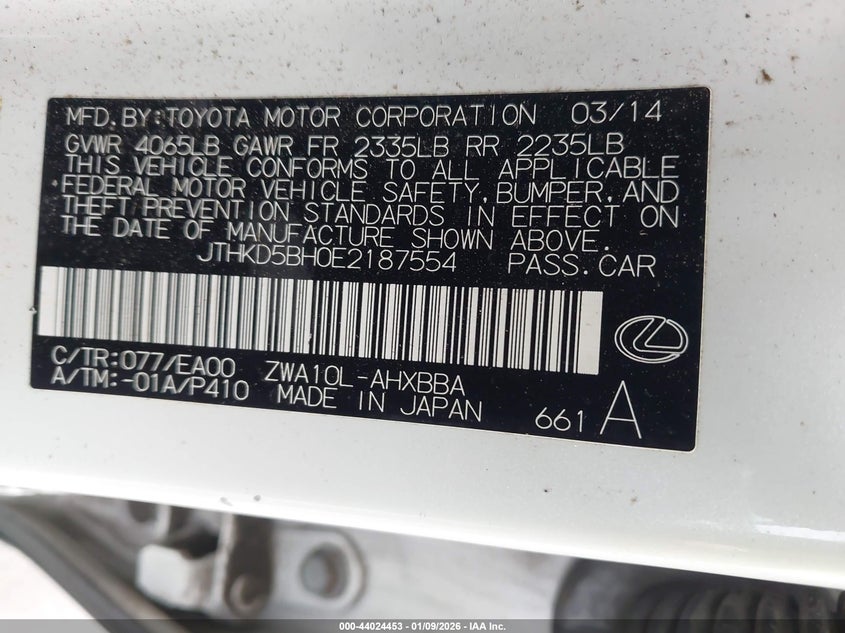 MFD.BY:TOYOTA MOTOR CORPORATION 03/14
GVWR 4065LB GAWR FR 2335LB RR 2235LB
THIS VEHICLE CONFORMS TO ALL APPLICABLE
FEDERAL MOTOR VEHICLE SAFETY,BUMPER,AND
THEFT PREVENTION STANDARDS IN EFFECT ON
THE DATE OF MANUFACTURE SHOWN ABOVE.
JTHKD5BH0E2187554 PASS.CAR
C/TR:077/EA00 ZWA10L-AHXBBA
A/TM:-01A/P410 MADE IN JAPAN
661 A
000-44024453 - 01/09/2026 - IAA Inc.